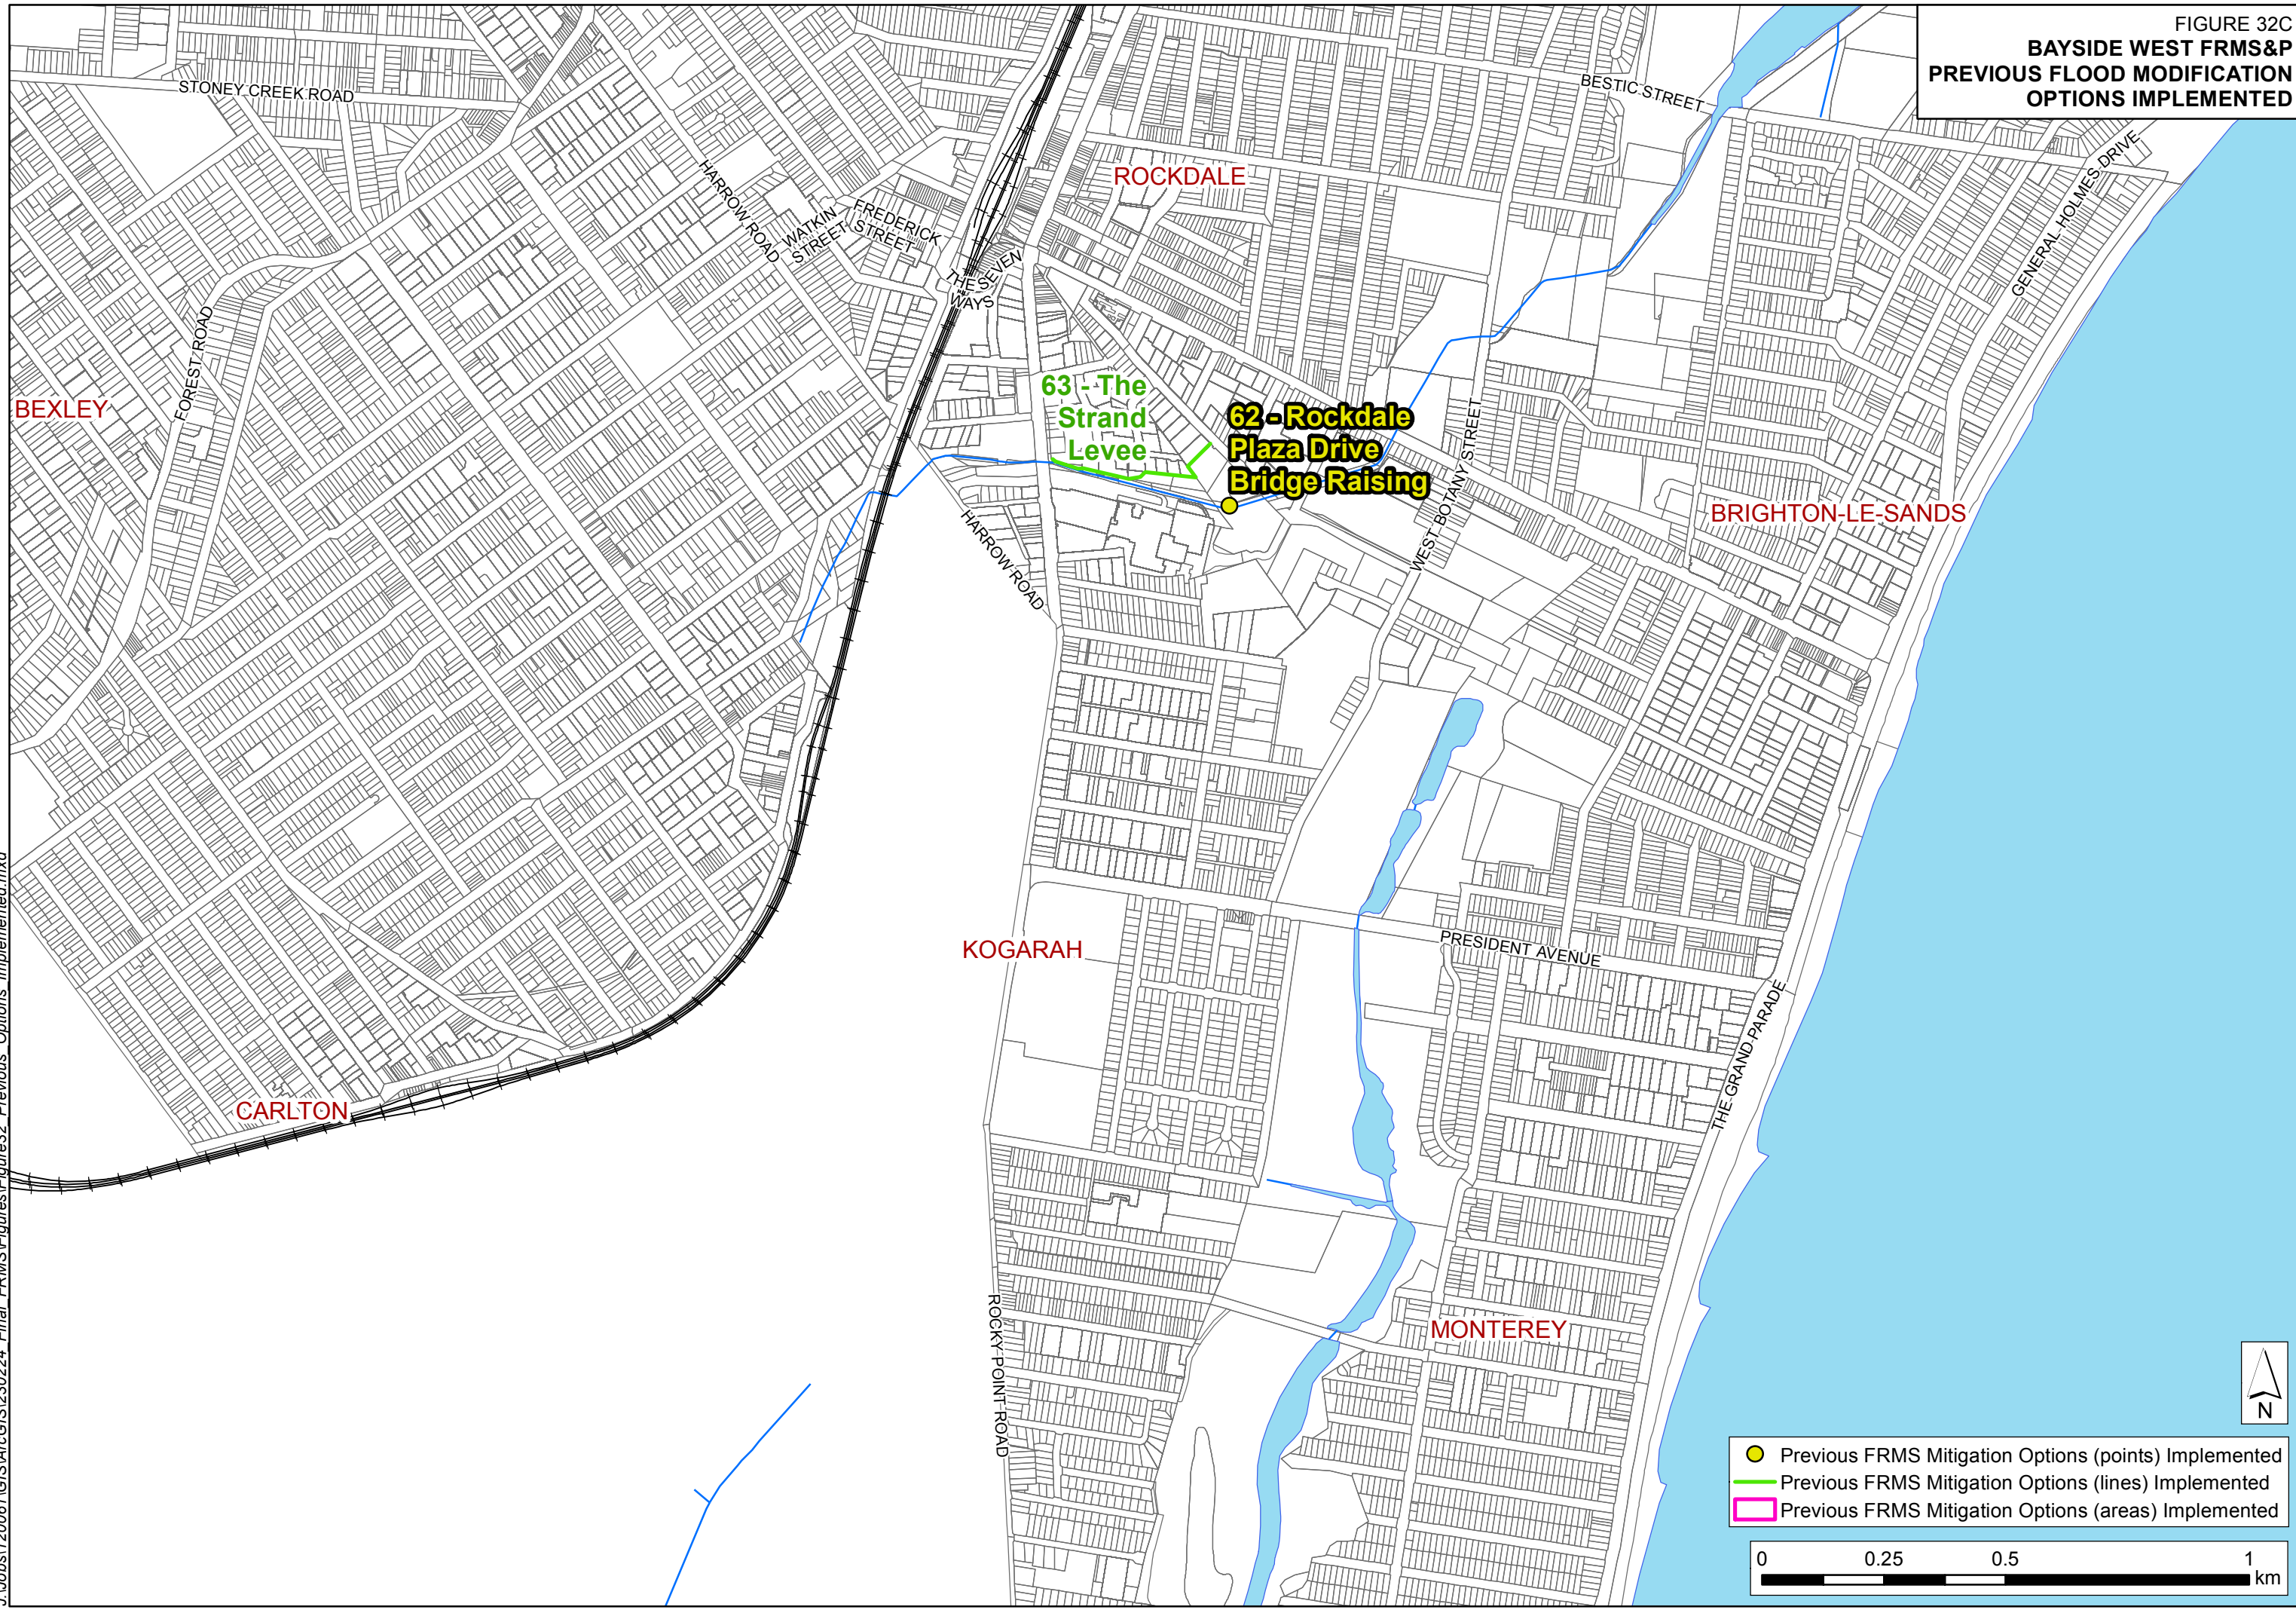 FIGURE 32C
BAYSIDE WEST FRMS&P
PREVIOUS FLOOD MODIFICATION
OPTIONS IMPLEMENTED
STONEY CREEK ROAD
BESTIC STREET
GENERAL HOLMES DRIVE
ROCKDALE
HARROW ROAD
WATKIN
STREET
FREDERICK
STREET
THE SEVEN
WAYS
FOREST ROAD
BEXLEY
63 - The
Strand
Levee
62 - Rockdale
Plaza Drive
Bridge Raising
WEST BOTANY STREET
BRIGHTON-LE-SANDS
HARROW ROAD
KOGARAH
PRESIDENT AVENUE
THE GRAND PARADE
CARLTON
ROCKY POINT ROAD
MONTEREY
N
Previous FRMS Mitigation Options (points) Implemented
Previous FRMS Mitigation Options (lines) Implemented
Previous FRMS Mitigation Options (areas) Implemented
0 0.25 0.5 1
km